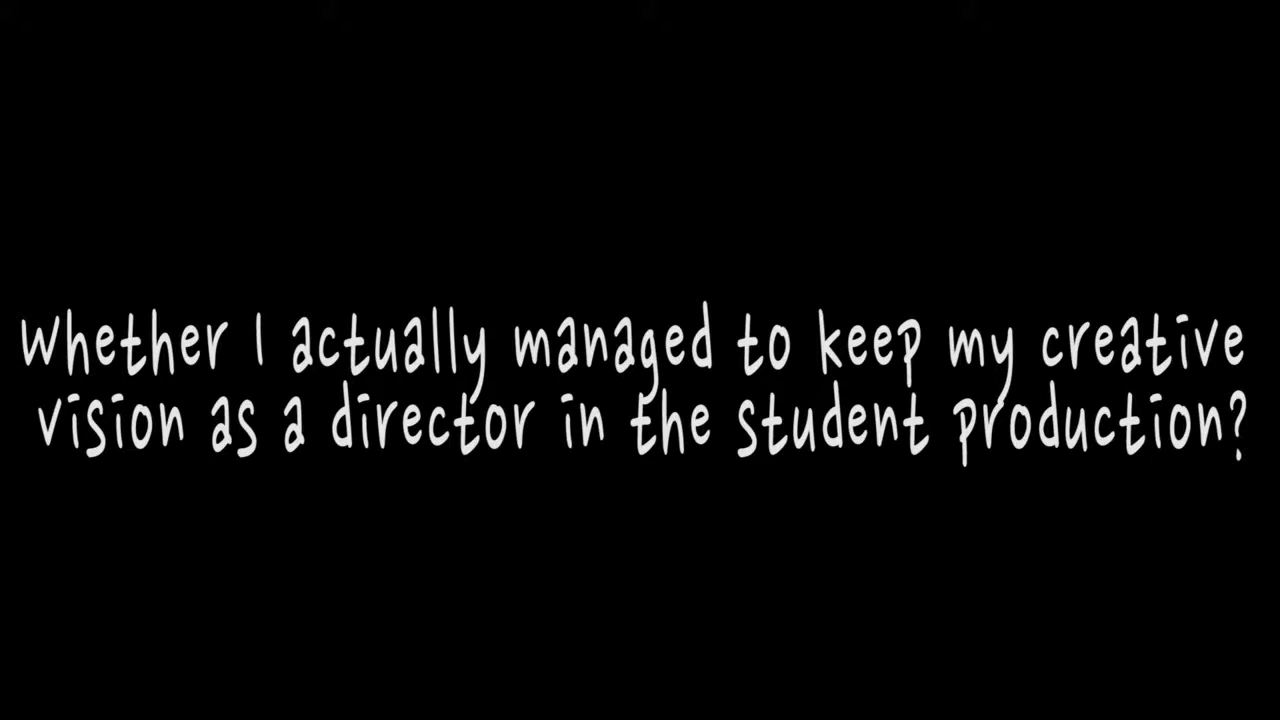 Whether I actually managed to keep my creative
vision as a director in the student production?